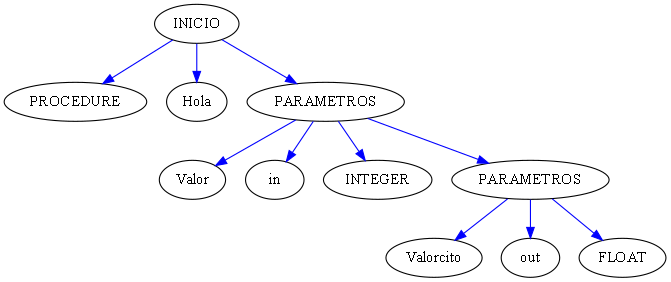 INICIO
PROCEDURE
Hola
PARAMETROS
Valor
in
INTEGER
PARAMETROS
Valorcito
out
FLOAT